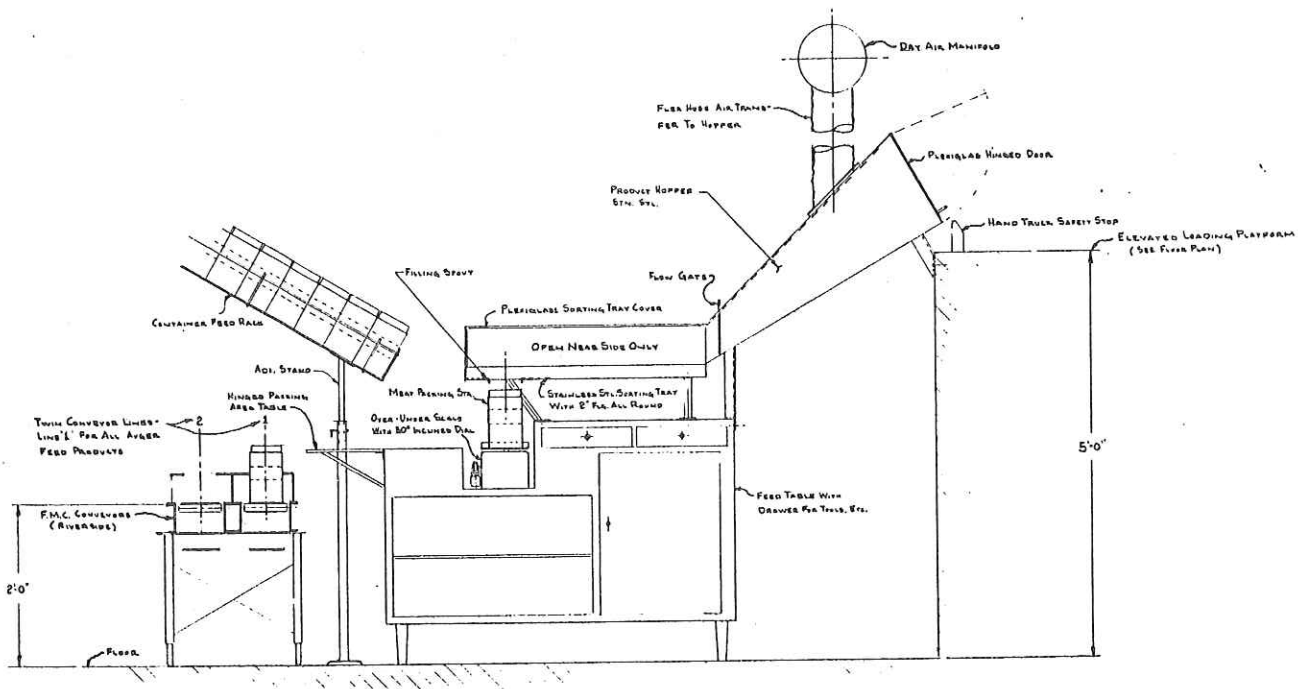 DRY AIR MANIFOLD
FLEX HOSE AIR TRANS-
FER TO HOPPER
PLEXIGLAS HINGED DOOR
PRODUCT HOPPER
STN. STL.
HAND TRUCK SAFETY STOP
ELEVATED LOADING PLATFORM
(SEE FLOOR PLAN)
FILLING SPOUT
FLOW GATE
PLEXIGLASS SORTING TRAY COVER
CONTAINER FEED RACK
OPEN NEAR SIDE ONLY
ADJ. STAND
MEAT PACKING STA.
STAINLESS STL. SORTING TRAY
WITH 2" FLG. ALL ROUND
HINGED PACKING
AREA TABLE
OVER-UNDER SCALE
WITH 30° INCLINED DIAL
TWIN CONVEYOR LINES-
LINE "1" FOR ALL AUGER
FEED PRODUCTS
2
1
5'-0"
FEED TABLE WITH
DRAWER FOR TOOLS, ETC.
F.M.C. CONVEYORS
(RIVERSIDE)
2'-0"
FLOOR